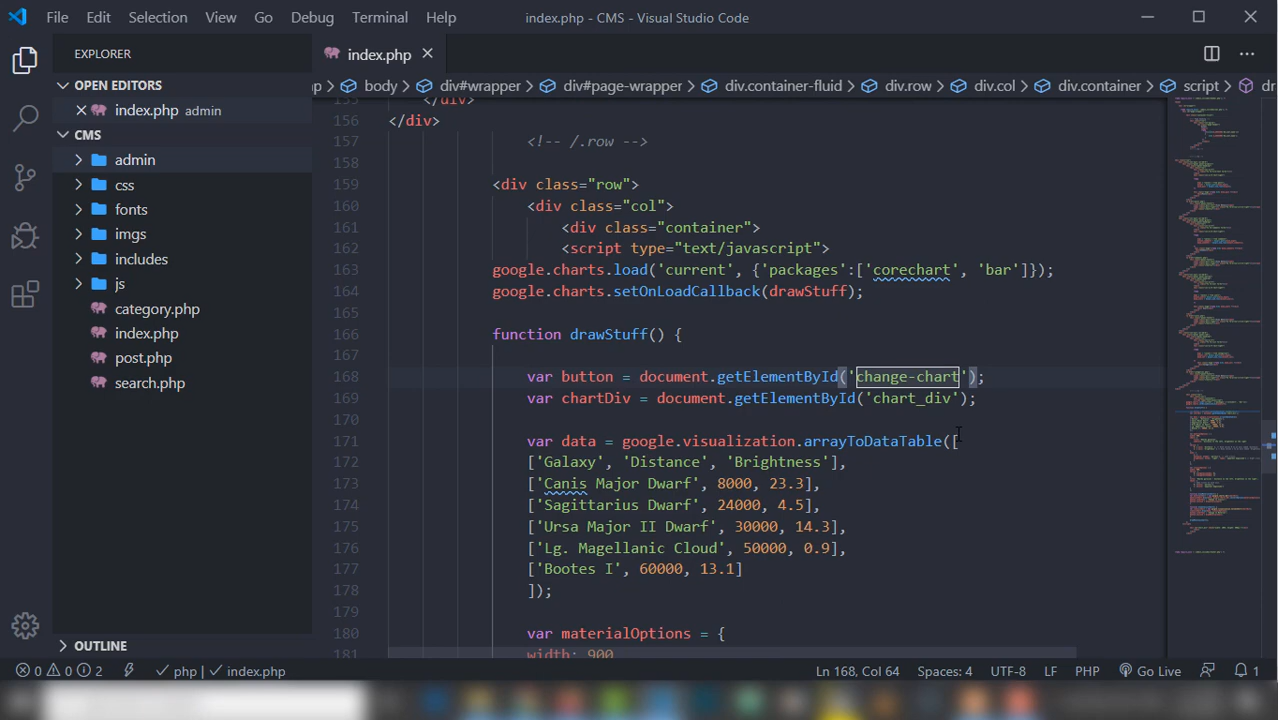 File Edit Selection View Go Debug Terminal Help index.php - CMS - Visual Studio Code
EXPLORER
OPEN EDITORS
index.php admin
CMS
admin
css
fonts
imgs
includes
js
category.php
index.php
post.php
search.php
OUTLINE
index.php
body div#wrapper div#page-wrapper div.container-fluid div.row div.col div.container script
</div>
156 </div>
157 <!-- /.row -->
158
159 <div class="row">
160 <div class="col">
161 <div class="container">
162 <script type="text/javascript">
163 google.charts.load('current', {'packages':['corechart', 'bar']});
164 google.charts.setOnLoadCallback(drawStuff);
165
166 function drawStuff() {
167
168 var button = document.getElementById('change-chart');
169 var chartDiv = document.getElementById('chart_div');
170
171 var data = google.visualization.arrayToDataTable([
172 ['Galaxy', 'Distance', 'Brightness'],
173 ['Canis Major Dwarf', 8000, 23.3],
174 ['Sagittarius Dwarf', 24000, 4.5],
175 ['Ursa Major II Dwarf', 30000, 14.3],
176 ['Lg. Magellanic Cloud', 50000, 0.9],
177 ['Bootes I', 60000, 13.1]
178 ]);
179
180 var materialOptions = {
181 width: 900
0 0 2 php index.php Ln 168, Col 64 Spaces: 4 UTF-8 LF PHP Go Live 1